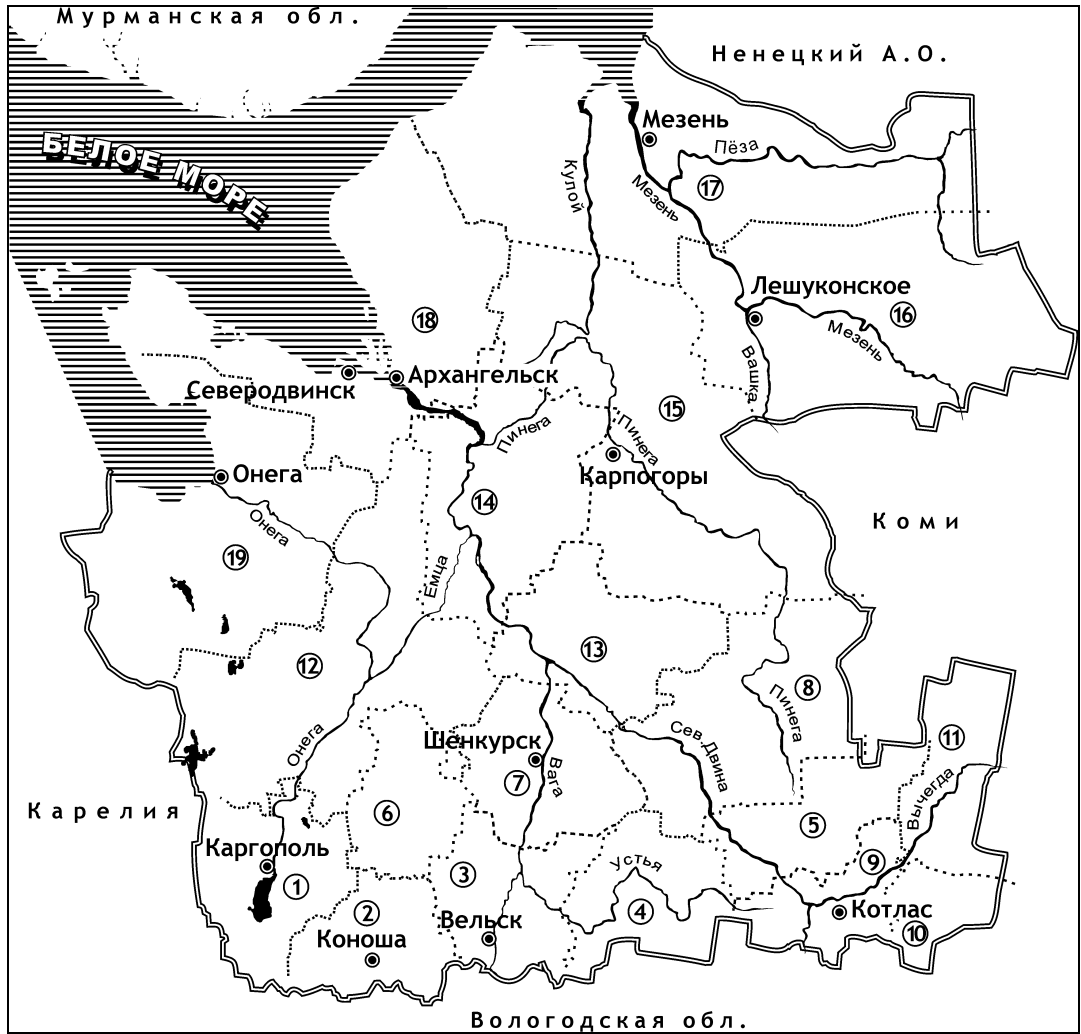 Мурманская обл.
Ненецкий А.О.
БЕЛОЕ МОРЕ
Мезень
Пёза
Кулой
Мезень
17
Лешуконское
16
18
Мезень
Вашка
Северодвинск
Архангельск
15
Пинега
Пинега
Карпогоры
Онега
14
Онега
Коми
19
Емца
13
12
8
Пинега
Онега
Шенкурск
Сев.Двина
11
7
Вага
Вычегда
Карелия
6
5
Каргополь
Устья
9
3
1
2
4
Вельск
Котлас
Коноша
10
Вологодская обл.